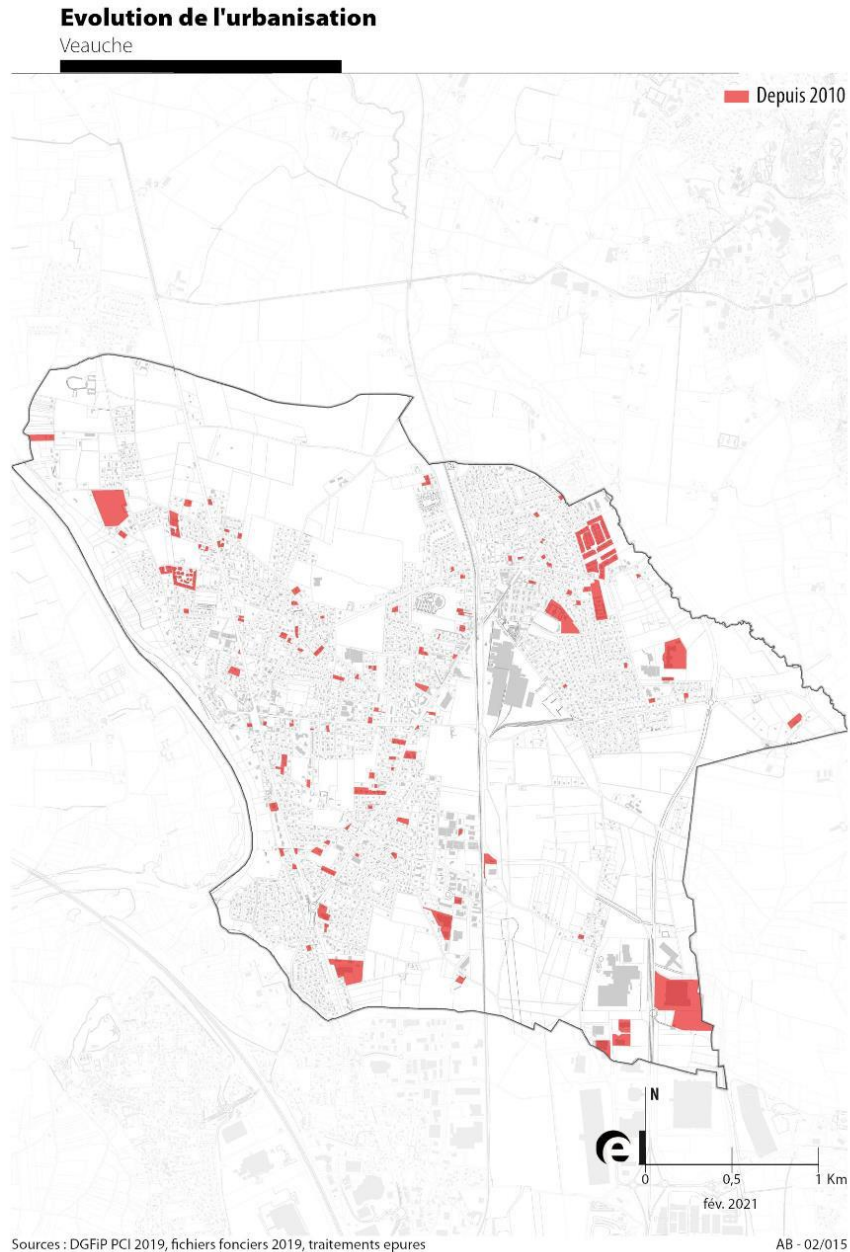 Evolution de l'urbanisation
Veauche
Depuis 2010
N
e
0 0,5 1 Km
fév. 2021
Sources : DGFiP PCI 2019, fichiers fonciers 2019, traitements epures
AB - 02/015